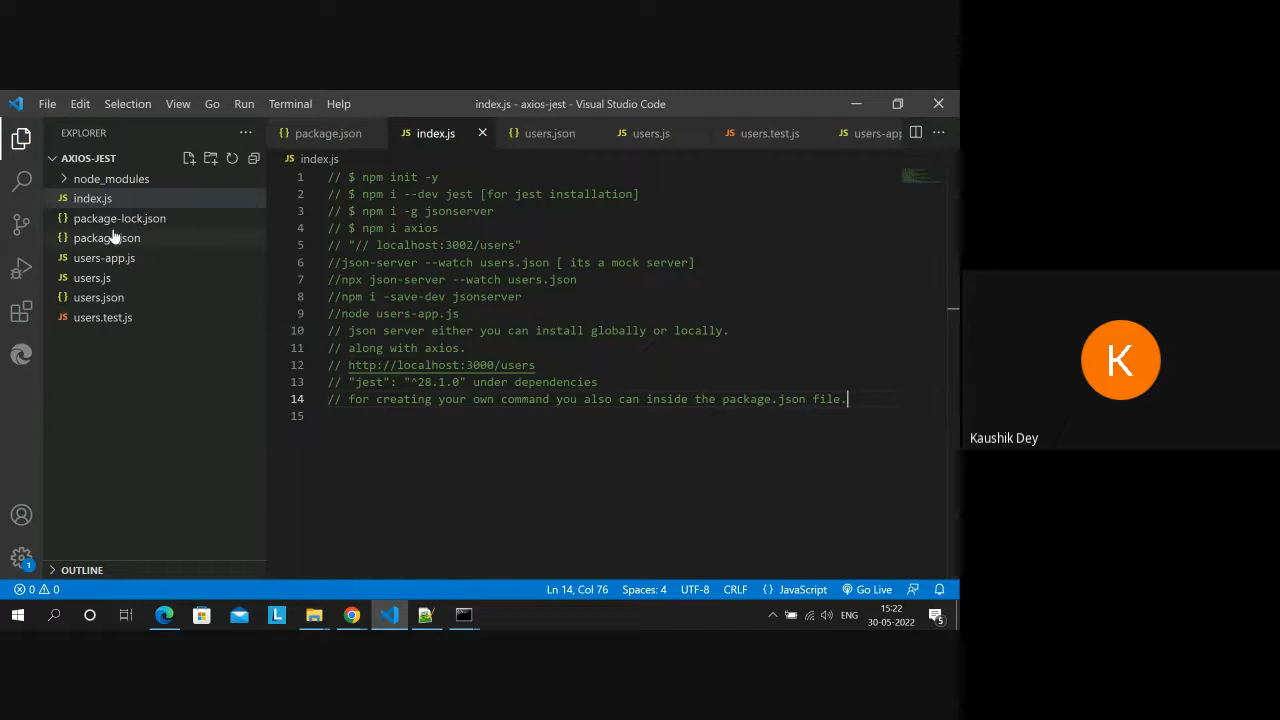 File Edit Selection View Go Run Terminal Help
index.js - axios-jest - Visual Studio Code
EXPLORER
AXIOS-JEST
node_modules
JS index.js
{} package-lock.json
{} package.json
JS users-app.js
JS users.js
{} users.json
JS users.test.js
OUTLINE
{} package.json
JS index.js
{} users.json
JS users.js
JS users.test.js
JS users-app
JS index.js
1 // $ npm init -y
2 // $ npm i --dev jest [for jest installation]
3 // $ npm i -g jsonserver
4 // $ npm i axios
5 // "// localhost:3002/users"
6 //json-server --watch users.json [ its a mock server]
7 //npx json-server --watch users.json
8 //npm i -save-dev jsonserver
9 //node users-app.js
10 // json server either you can install globally or locally.
11 // along with axios.
12 // http://localhost:3000/users
13 // "jest": "^28.1.0" under dependencies
14 // for creating your own command you also can inside the package.json file.
15
1
0 0
Ln 14, Col 76
Spaces: 4
UTF-8
CRLF
{} JavaScript
Go Live
L
ENG
15:22
30-05-2022
5
K
Kaushik Dey